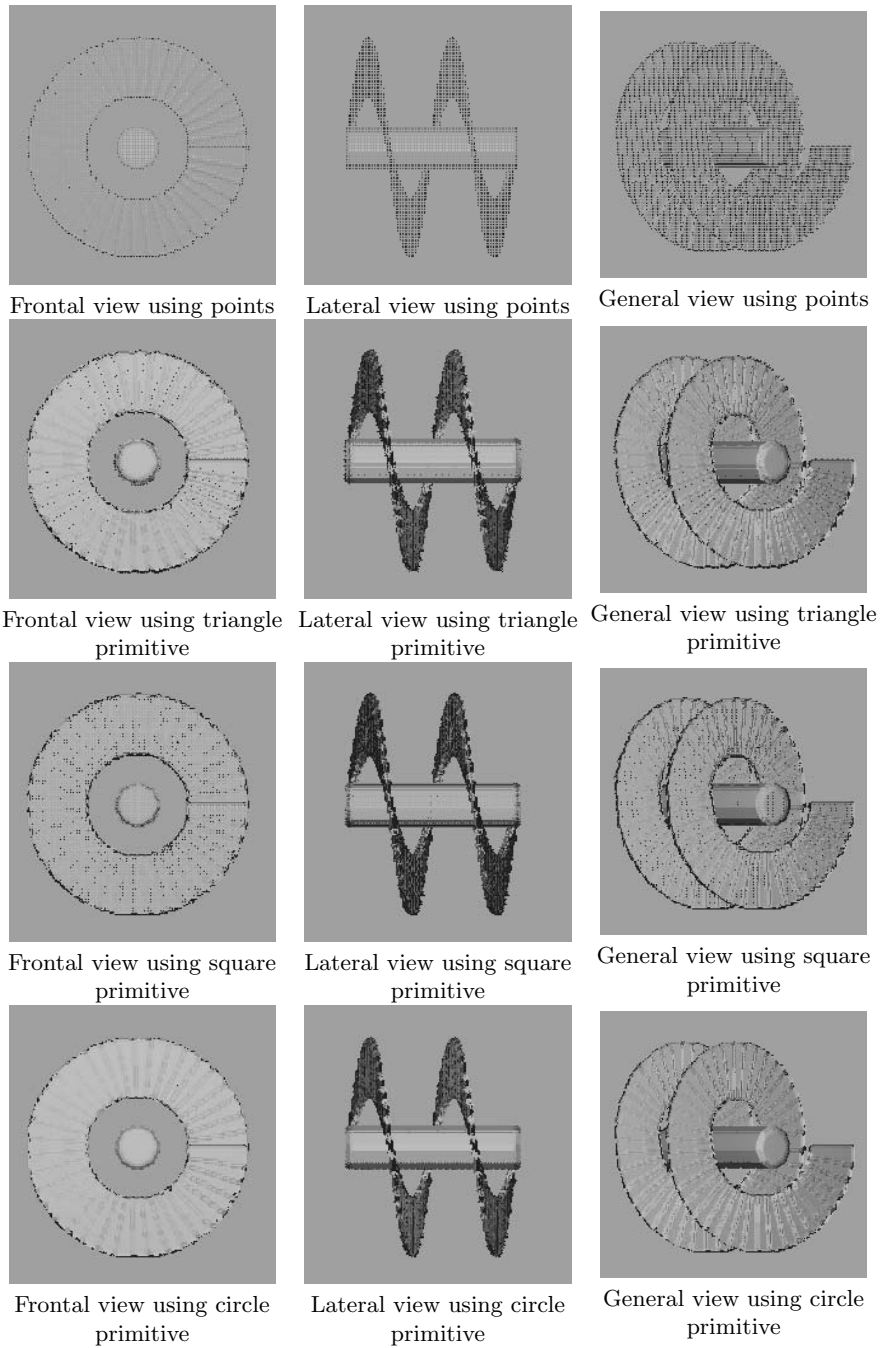 Frontal view using points
Lateral view using points
General view using points
Frontal view using triangle
primitive
Lateral view using triangle
primitive
General view using triangle
primitive
Frontal view using square
primitive
Lateral view using square
primitive
General view using square
primitive
Frontal view using circle
primitive
Lateral view using circle
primitive
General view using circle
primitive